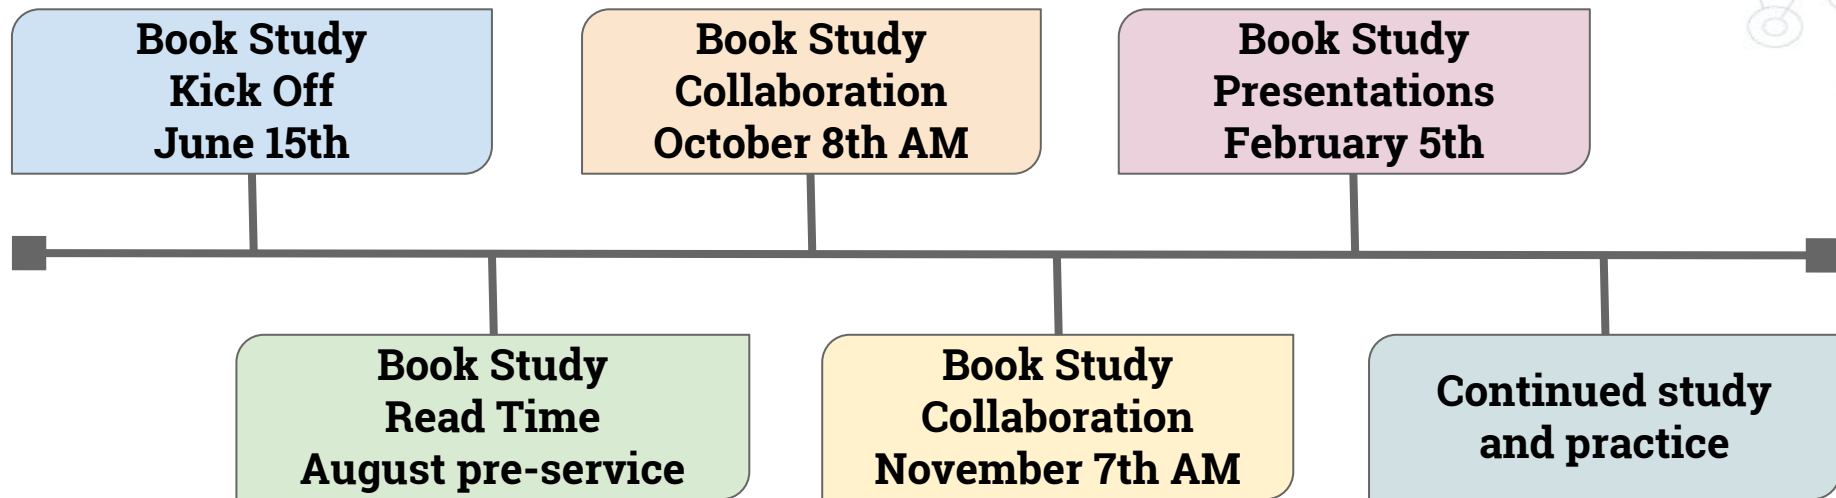 Book Study
Kick Off
June 15th
Book Study
Read Time
August pre-service
Book Study
Collaboration
October 8th AM
Book Study
Collaboration
November 7th AM
Book Study
Presentations
February 5th
Continued study
and practice